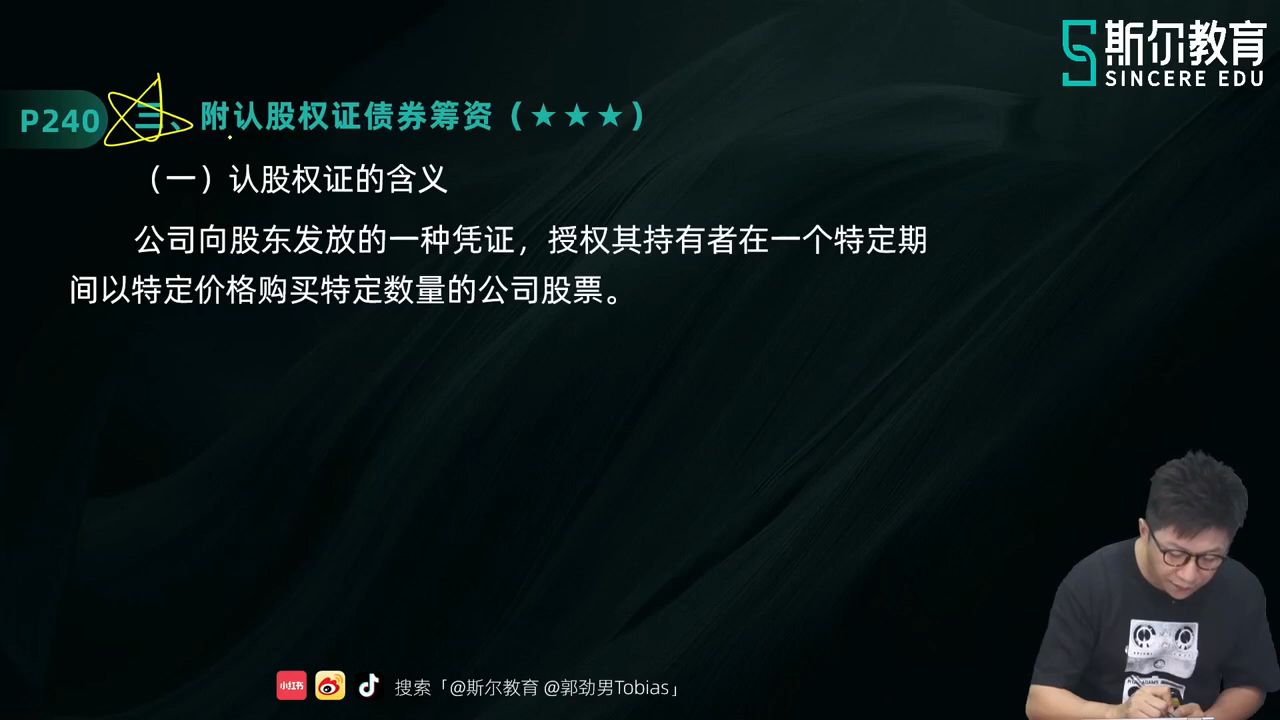 斯尔教育
SINCERE EDU
P240
三、附认股权证债券筹资（★★★）
（一）认股权证的含义
公司向股东发放的一种凭证，授权其持有者在一个特定期
间以特定价格购买特定数量的公司股票。
小红书
搜索「@斯尔教育 @郭劲男Tobias」